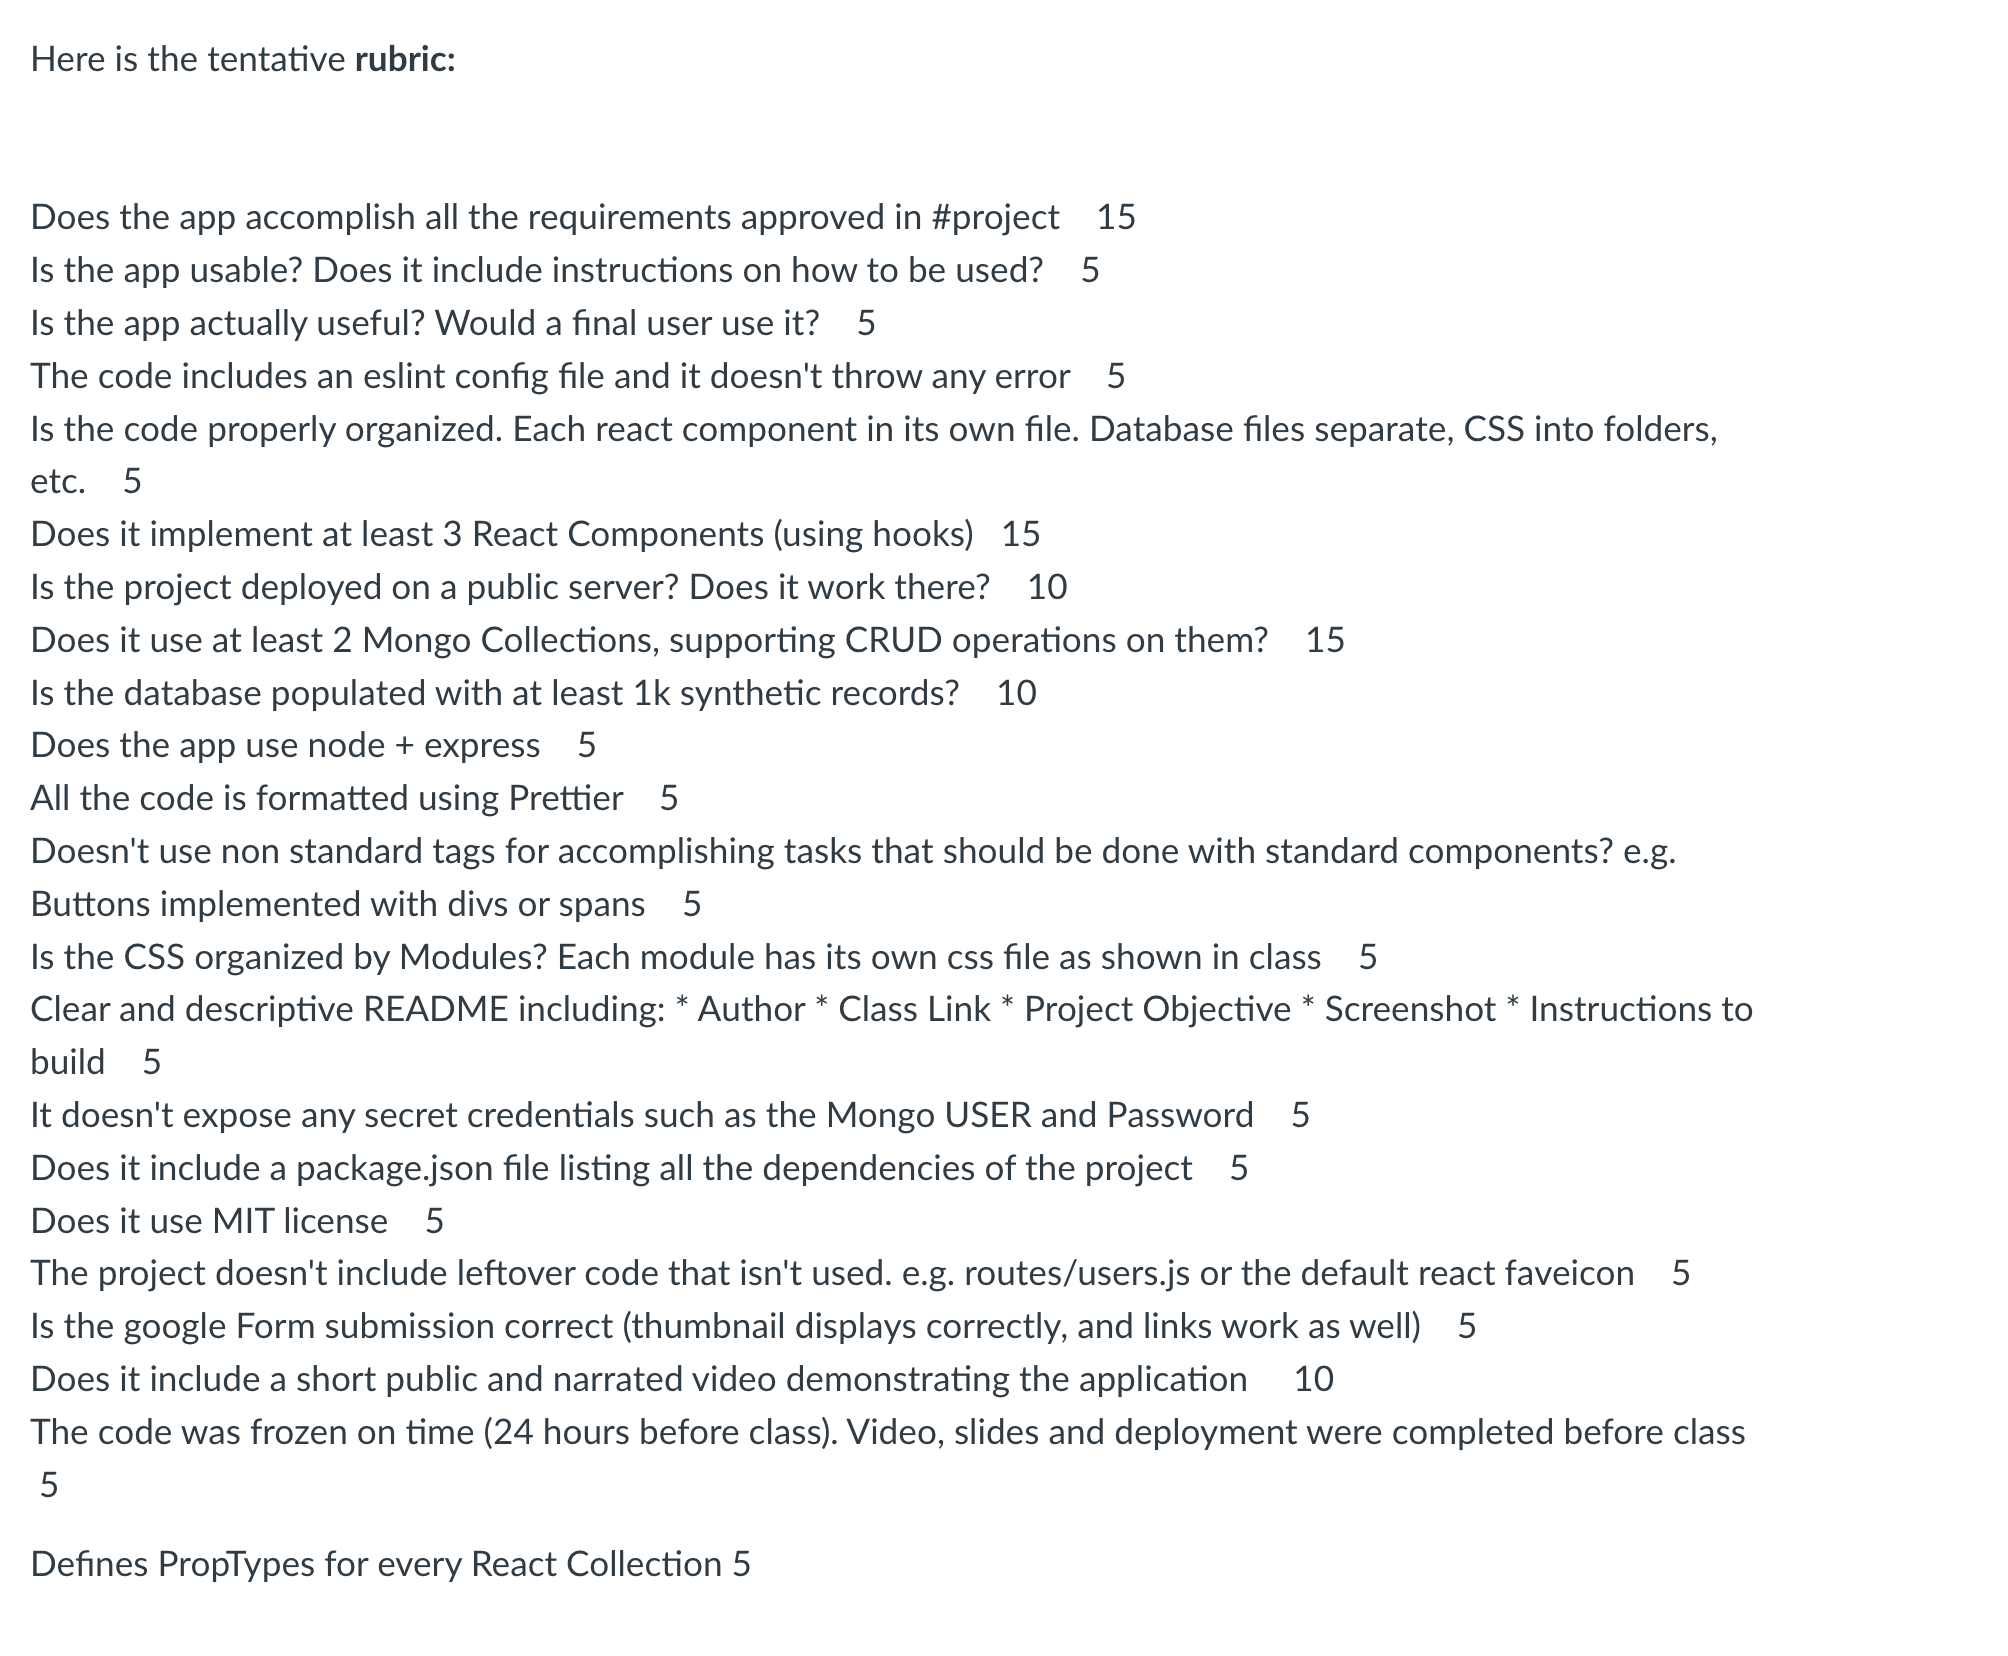 Here is the tentative rubric:
Does the app accomplish all the requirements approved in #project    15
Is the app usable? Does it include instructions on how to be used?    5
Is the app actually useful? Would a final user use it?    5
The code includes an eslint config file and it doesn't throw any error    5
Is the code properly organized. Each react component in its own file. Database files separate, CSS into folders,
etc.    5
Does it implement at least 3 React Components (using hooks)   15
Is the project deployed on a public server? Does it work there?    10
Does it use at least 2 Mongo Collections, supporting CRUD operations on them?    15
Is the database populated with at least 1k synthetic records?    10
Does the app use node + express    5
All the code is formatted using Prettier    5
Doesn't use non standard tags for accomplishing tasks that should be done with standard components? e.g.
Buttons implemented with divs or spans    5
Is the CSS organized by Modules? Each module has its own css file as shown in class    5
Clear and descriptive README including: * Author * Class Link * Project Objective * Screenshot * Instructions to
build    5
It doesn't expose any secret credentials such as the Mongo USER and Password    5
Does it include a package.json file listing all the dependencies of the project    5
Does it use MIT license    5
The project doesn't include leftover code that isn't used. e.g. routes/users.js or the default react faveicon    5
Is the google Form submission correct (thumbnail displays correctly, and links work as well)    5
Does it include a short public and narrated video demonstrating the application     10
The code was frozen on time (24 hours before class). Video, slides and deployment were completed before class
5
Defines PropTypes for every React Collection 5